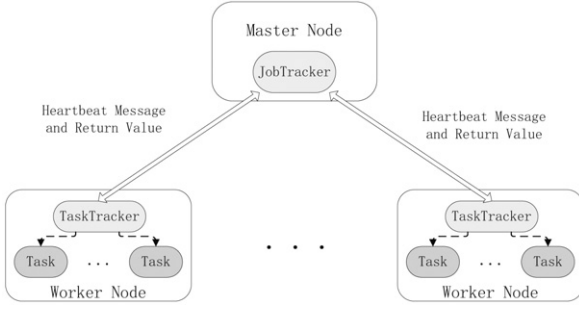 Master Node
JobTracker
Heartbeat Message
and Return Value
Heartbeat Message
and Return Value
TaskTracker
Task ... Task
Worker Node
. . .
TaskTracker
Task ... Task
Worker Node